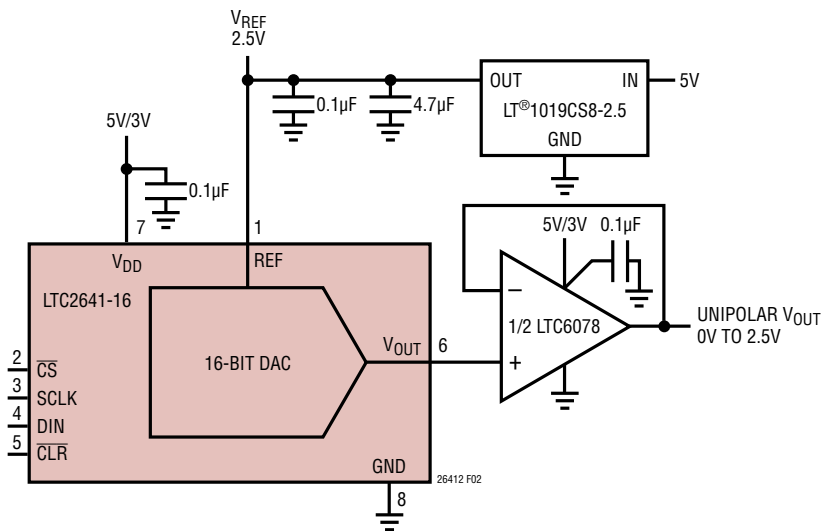 VREF
2.5V
OUT
IN
5V
LT®1019CS8-2.5
GND
0.1µF
4.7µF
5V/3V
0.1µF
7
1
VDD
REF
LTC2641-16
16-BIT DAC
VOUT
6
2
CS
3
SCLK
4
DIN
5
CLR
GND
8
26412 F02
5V/3V
0.1µF
−
1/2 LTC6078
+
UNIPOLAR VOUT
0V TO 2.5V